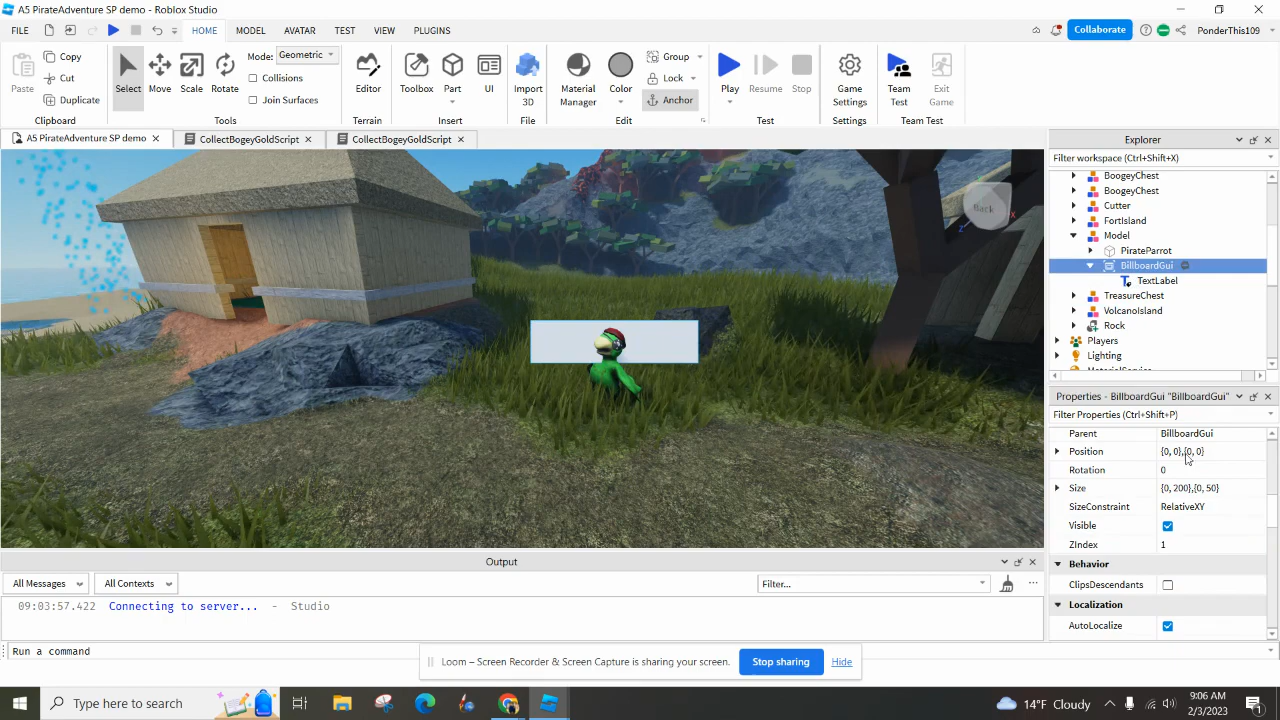 A5 PirateAdventure SP demo - Roblox Studio
FILE HOME MODEL AVATAR TEST VIEW PLUGINS Collaborate PonderThis109
Paste Copy Cut Duplicate Clipboard
Select Move Scale Rotate Mode: Geometric Collisions Join Surfaces Tools
Editor Terrain
Toolbox Part UI Insert
Import 3D File
Material Manager Color Group Lock Anchor Edit
Play Resume Stop Test
Game Settings Settings
Team Test Exit Game Team Test
A5 PirateAdventure SP demo CollectBogeyGoldScript CollectBogeyGoldScript
Back
X
Z
Explorer
Filter workspace (Ctrl+Shift+X)
BoogeyChest
BoogeyChest
Cutter
FortIsland
Model
PirateParrot
BillboardGui
TextLabel
TreasureChest
VolcanoIsland
Rock
Players
Lighting
MaterialService
Properties - BillboardGui "BillboardGui"
Filter Properties (Ctrl+Shift+P)
Parent BillboardGui
Position {0, 0},{0, 0}
Rotation 0
Size {0, 200},{0, 50}
SizeConstraint RelativeXY
Visible
ZIndex 1
Behavior
ClipsDescendants
Localization
AutoLocalize
Output
All Messages All Contexts Filter...
09:03:57.422 Connecting to server... - Studio
Run a command
Loom – Screen Recorder & Screen Capture is sharing your screen. Stop sharing Hide
Type here to search 14°F Cloudy 9:06 AM
2/3/2023 1